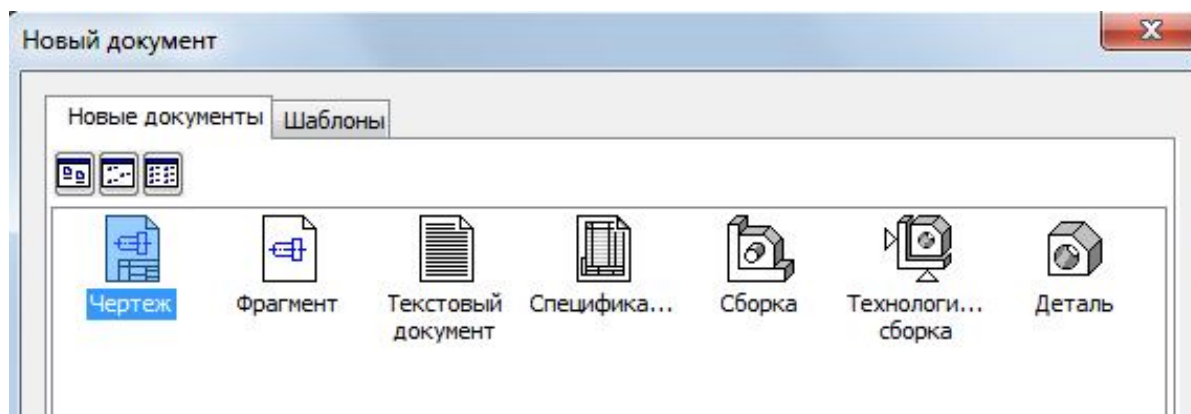 Новый документ
Новые документы
Шаблоны
Чертеж
Фрагмент
Текстовый
документ
Специфика...
Сборка
Технологи...
сборка
Деталь